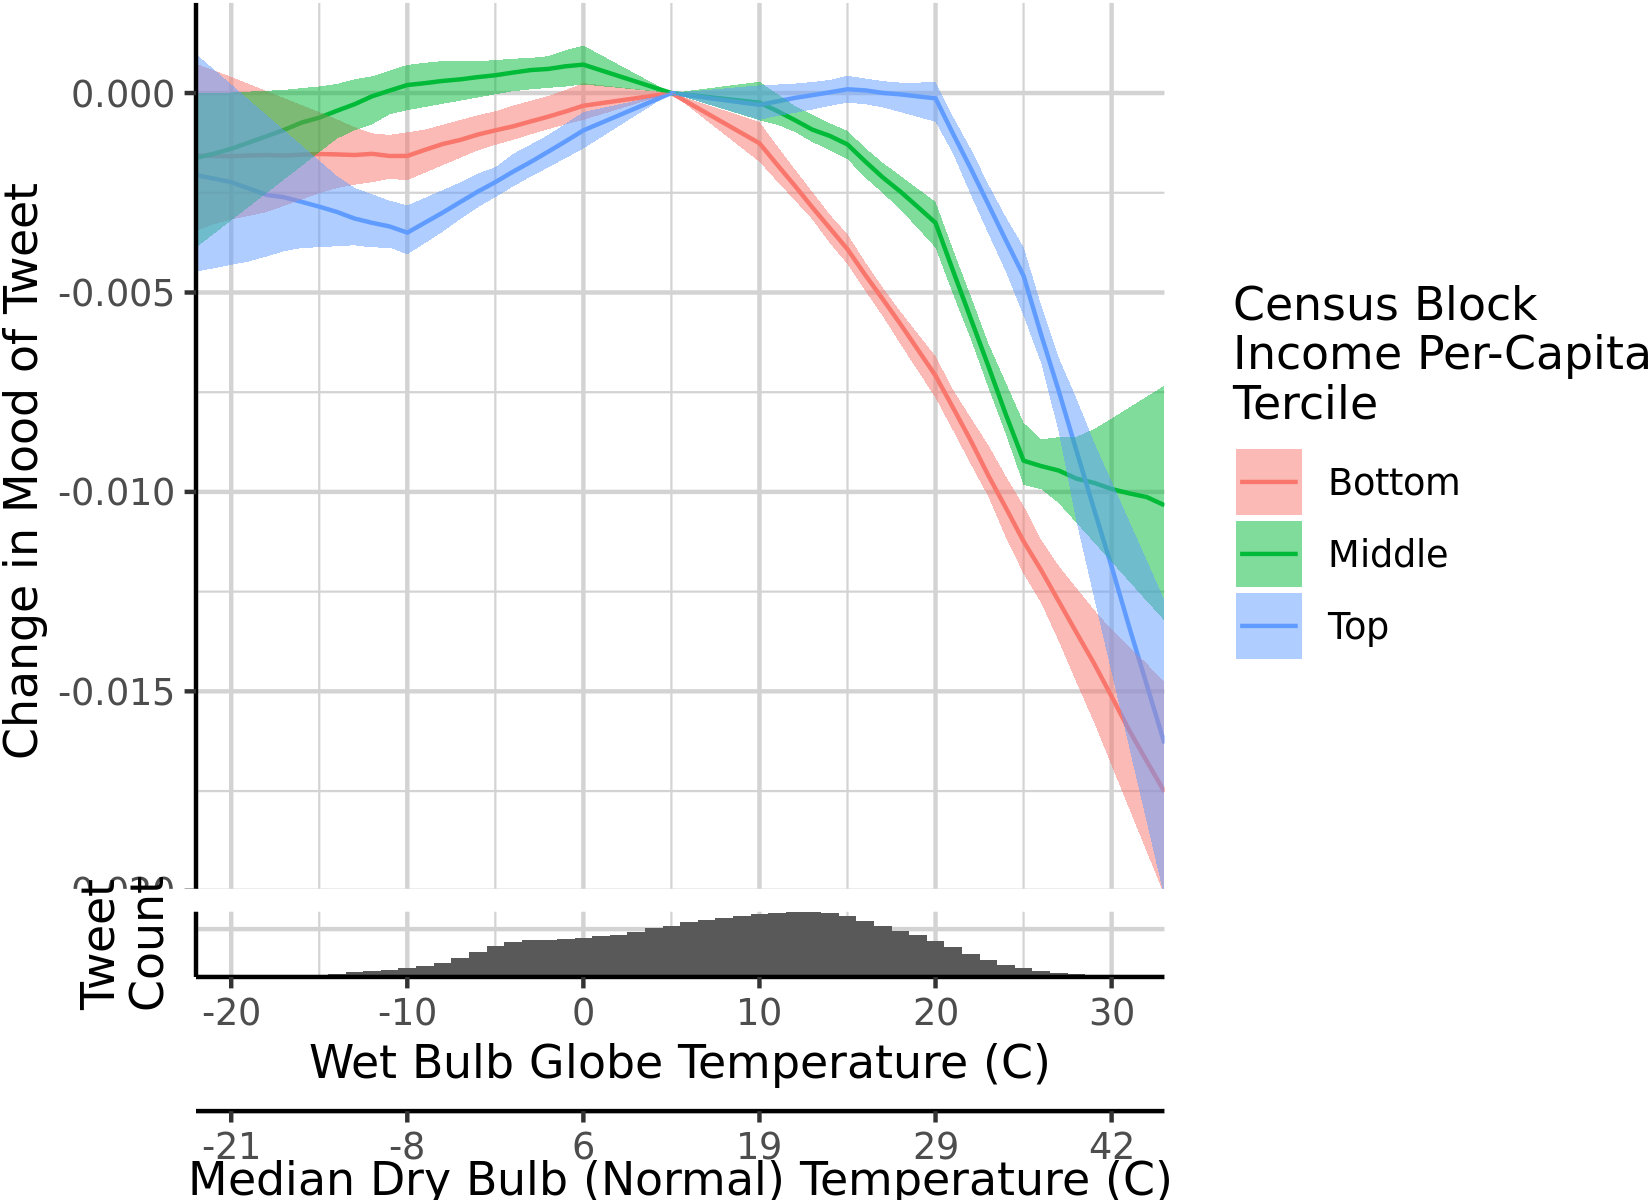 Change in Mood of Tweet
0.000
-0.005
-0.010
-0.015
Tweet
Count
-20 -10 0 10 20 30
Wet Bulb Globe Temperature (C)
-21 -8 6 19 29 42
Median Dry Bulb (Normal) Temperature (C)
Census Block
Income Per-Capita
Tercile
Bottom
Middle
Top